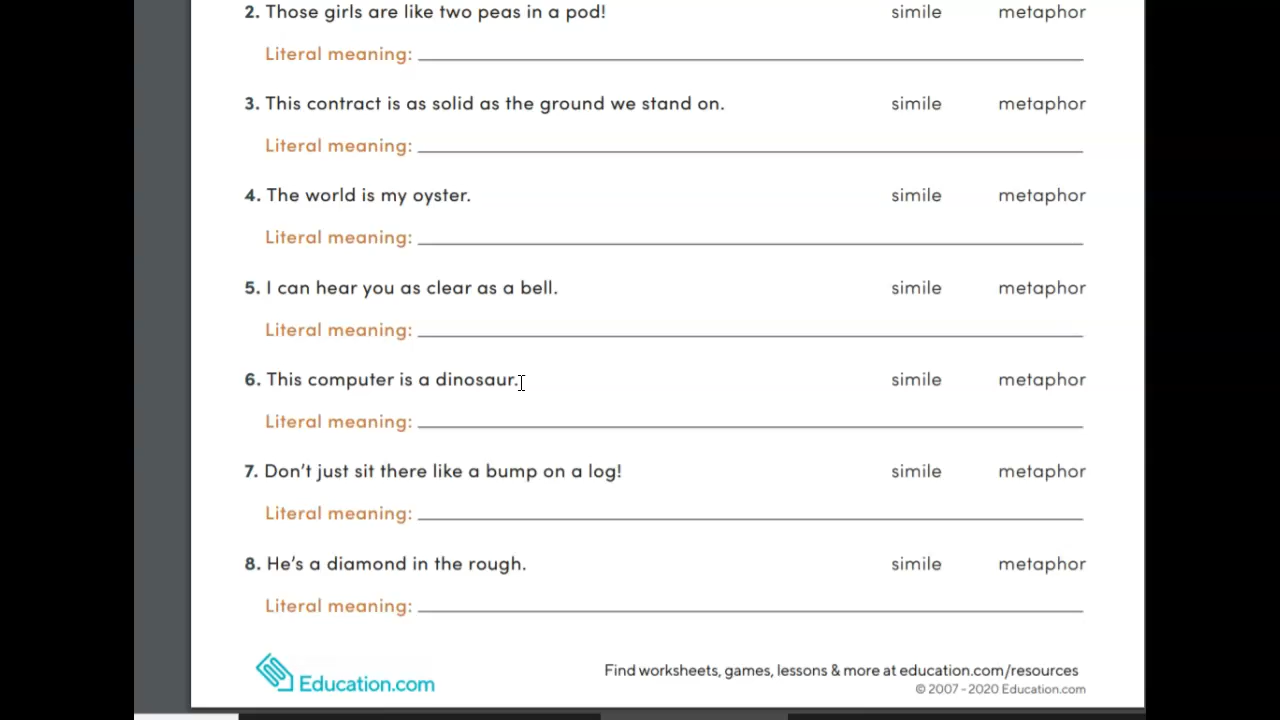 2. Those girls are like two peas in a pod! simile metaphor
Literal meaning:
3. This contract is as solid as the ground we stand on. simile metaphor
Literal meaning:
4. The world is my oyster. simile metaphor
Literal meaning:
5. I can hear you as clear as a bell. simile metaphor
Literal meaning:
6. This computer is a dinosaur. simile metaphor
Literal meaning:
7. Don’t just sit there like a bump on a log! simile metaphor
Literal meaning:
8. He’s a diamond in the rough. simile metaphor
Literal meaning:
Education.com
Find worksheets, games, lessons & more at education.com/resources
© 2007 - 2020 Education.com